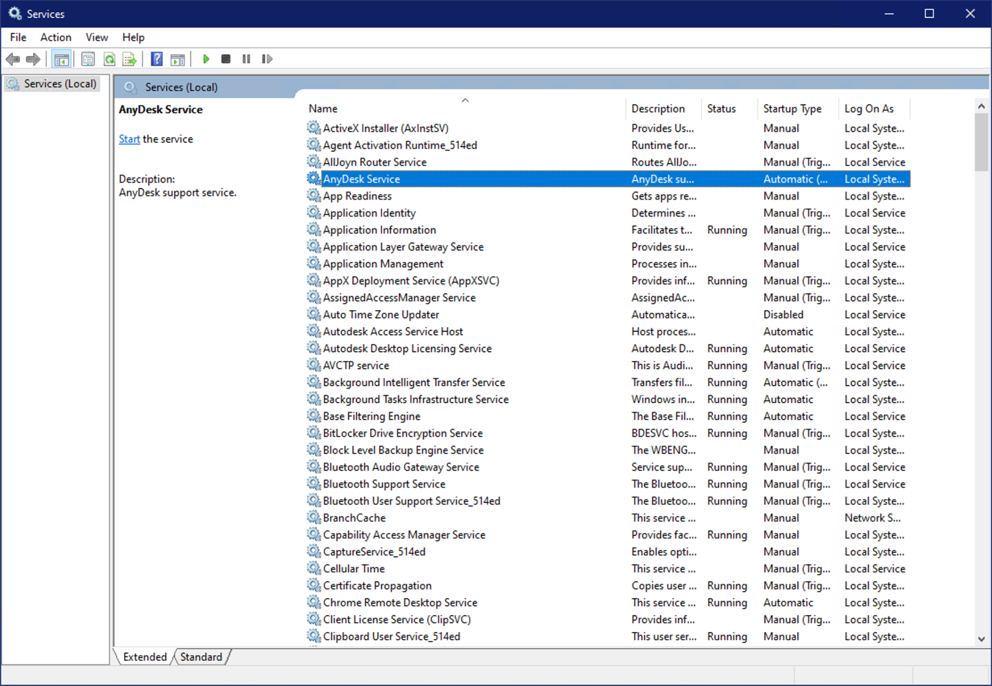 Services
File Action View Help
Services (Local)
Services (Local)
AnyDesk Service
Start the service
Description:
AnyDesk support service.
Name Description Status Startup Type Log On As
ActiveX Installer (AxInstSV) Provides Us... Manual Local Syste...
Agent Activation Runtime_514ed Runtime for... Manual Local Syste...
AllJoyn Router Service Routes AllJo... Manual (Trig... Local Service
AnyDesk Service AnyDesk su... Automatic (... Local Syste...
App Readiness Gets apps re... Manual Local Syste...
Application Identity Determines ... Manual (Trig... Local Service
Application Information Facilitates t... Running Manual (Trig... Local Syste...
Application Layer Gateway Service Provides su... Manual Local Service
Application Management Processes in... Manual Local Syste...
AppX Deployment Service (AppXSVC) Provides inf... Running Manual (Trig... Local Syste...
AssignedAccessManager Service AssignedAc... Manual (Trig... Local Syste...
Auto Time Zone Updater Automatica... Disabled Local Service
Autodesk Access Service Host Host proces... Automatic Local Syste...
Autodesk Desktop Licensing Service Autodesk D... Running Automatic Local Service
AVCTP service This is Audi... Running Manual (Trig... Local Service
Background Intelligent Transfer Service Transfers fil... Running Automatic (... Local Syste...
Background Tasks Infrastructure Service Windows in... Running Automatic Local Syste...
Base Filtering Engine The Base Fil... Running Automatic Local Service
BitLocker Drive Encryption Service BDESVC hos... Running Manual (Trig... Local Syste...
Block Level Backup Engine Service The WBENG... Manual Local Syste...
Bluetooth Audio Gateway Service Service sup... Running Manual (Trig... Local Service
Bluetooth Support Service The Bluetoo... Running Manual (Trig... Local Service
Bluetooth User Support Service_514ed The Bluetoo... Running Manual (Trig... Local Syste...
BranchCache This service ... Manual Network S...
Capability Access Manager Service Provides fac... Running Manual Local Syste...
CaptureService_514ed Enables opti... Manual Local Syste...
Cellular Time This service ... Manual (Trig... Local Service
Certificate Propagation Copies user ... Running Manual (Trig... Local Syste...
Chrome Remote Desktop Service This service ... Running Automatic Local Syste...
Client License Service (ClipSVC) Provides inf... Manual (Trig... Local Syste...
Clipboard User Service_514ed This user ser... Running Manual Local Syste...
Extended Standard